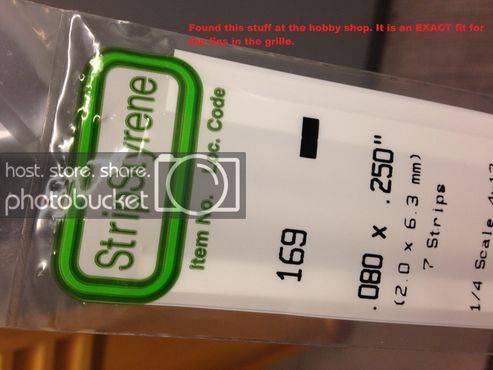 Found this stuff at the hobby shop. It is an EXACT fit for
the fins in the grille.
StripStyrene
Item No. Loc. Code
host. store. share.
photobucket
169
.080 x .250"
(2.0 x 6.3 mm)
7 Strips
1/4 Scale